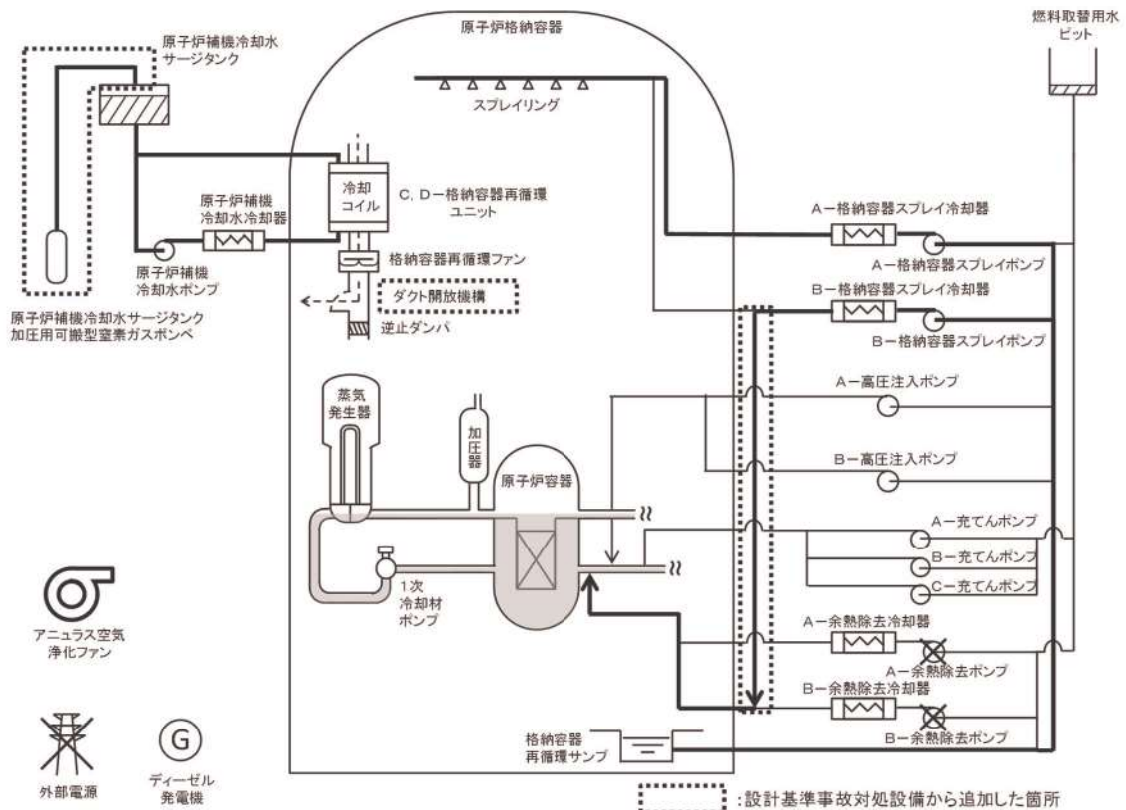 原子炉格納容器
燃料取替用水
ピット
原子炉補機冷却水
サージタンク
スプレイリング
冷却
コイル
C, D-格納容器再循環
ユニット
原子炉補機
冷却水冷却器
原子炉補機
冷却水ポンプ
格納容器再循環ファン
ダクト開放機構
逆止ダンパ
原子炉補機冷却水サージタンク
加圧用可搬型窒素ガスボンベ
A-格納容器スプレイ冷却器
A-格納容器スプレイポンプ
B-格納容器スプレイ冷却器
B-格納容器スプレイポンプ
A-高圧注入ポンプ
B-高圧注入ポンプ
蒸気
発生器
加圧器
原子炉容器
1次
冷却材
ポンプ
A-充てんポンプ
B-充てんポンプ
C-充てんポンプ
A-余熱除去冷却器
A-余熱除去ポンプ
B-余熱除去冷却器
B-余熱除去ポンプ
格納容器
再循環サンプ
アニュラス空気
浄化ファン
外部電源
G
ディーゼル
発電機
:設計基準事故対処設備から追加した箇所